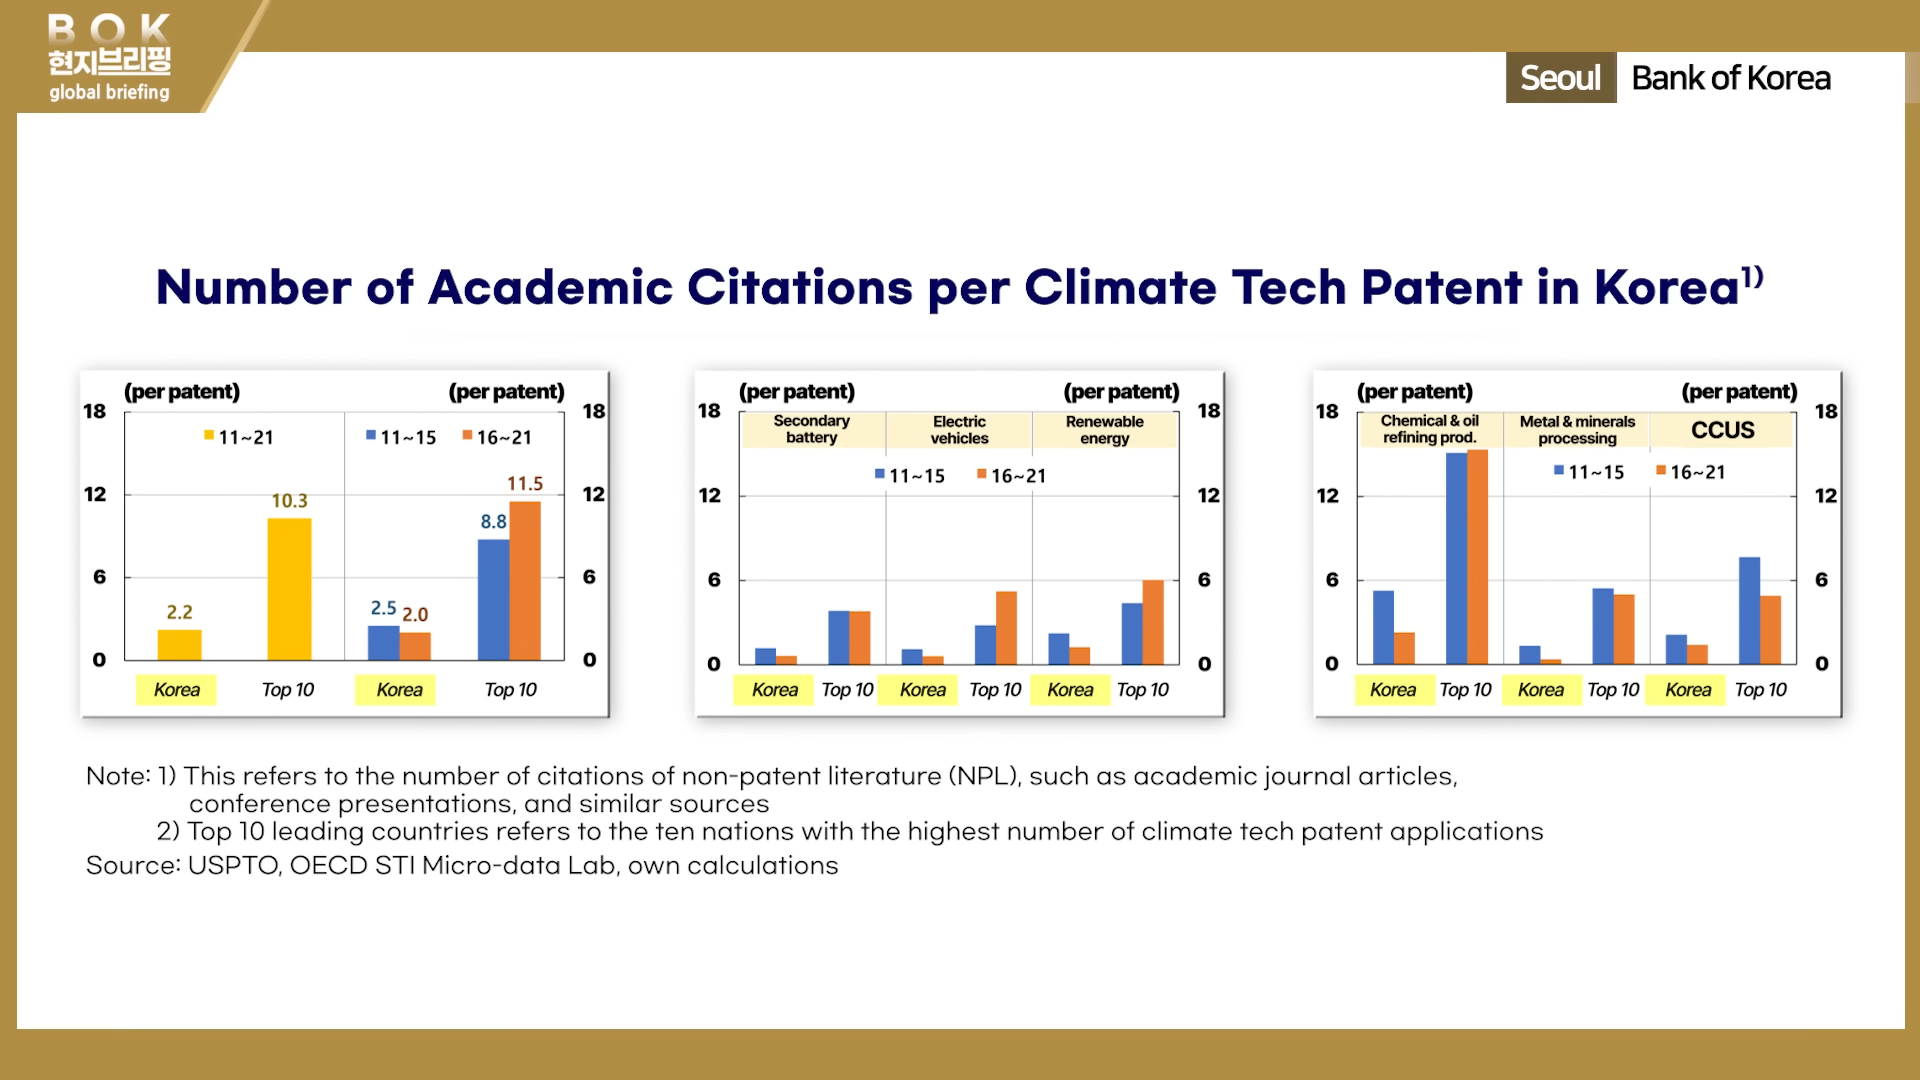 BOK
현지브리핑
global briefing
Seoul Bank of Korea
Number of Academic Citations per Climate Tech Patent in Korea1)
(per patent) (per patent)
18 18
11~21 11~15 16~21
12 12
10.3 11.5
8.8
6 6
2.2 2.5 2.0
0 0
Korea Top 10 Korea Top 10
(per patent) (per patent)
18 18
Secondary battery
Electric vehicles
Renewable energy
11~15 16~21
12 12
6 6
0 0
Korea Top 10 Korea Top 10 Korea Top 10
(per patent) (per patent)
18 18
Chemical & oil refining prod.
Metal & minerals processing
CCUS
11~15 16~21
12 12
6 6
0 0
Korea Top 10 Korea Top 10 Korea Top 10
Note: 1) This refers to the number of citations of non-patent literature (NPL), such as academic journal articles,
conference presentations, and similar sources
2) Top 10 leading countries refers to the ten nations with the highest number of climate tech patent applications
Source: USPTO, OECD STI Micro-data Lab, own calculations